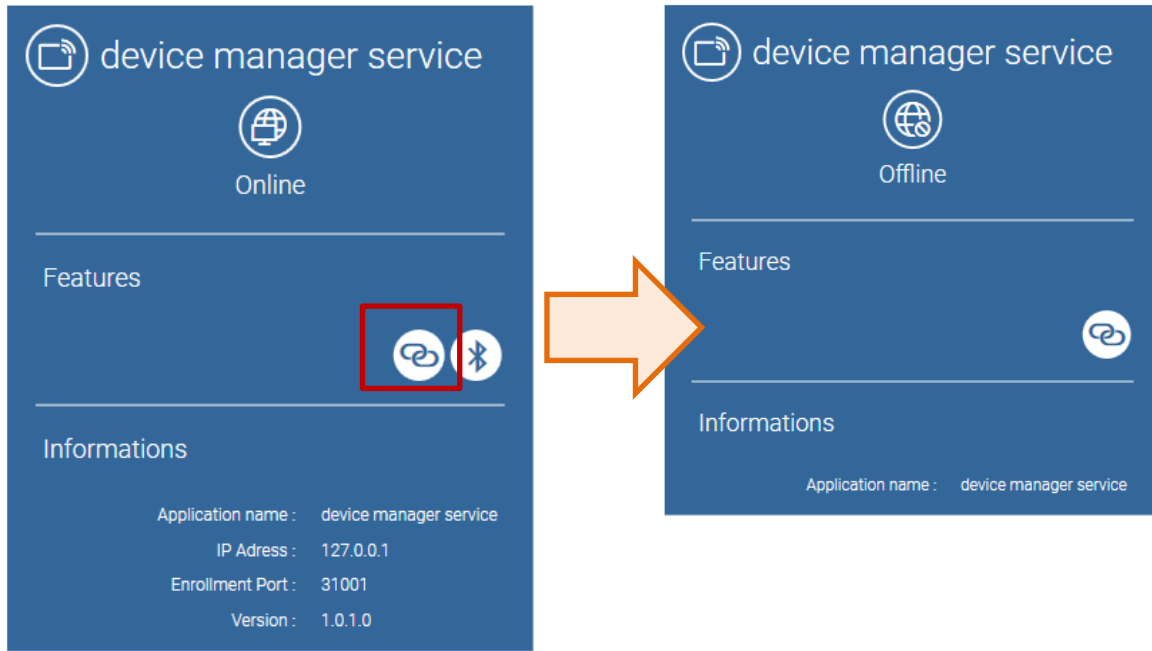 device manager service
Online
Features
Informations
Application name : device manager service
IP Adress : 127.0.0.1
Enrollment Port : 31001
Version : 1.0.1.0
device manager service
Offline
Features
Informations
Application name : device manager service